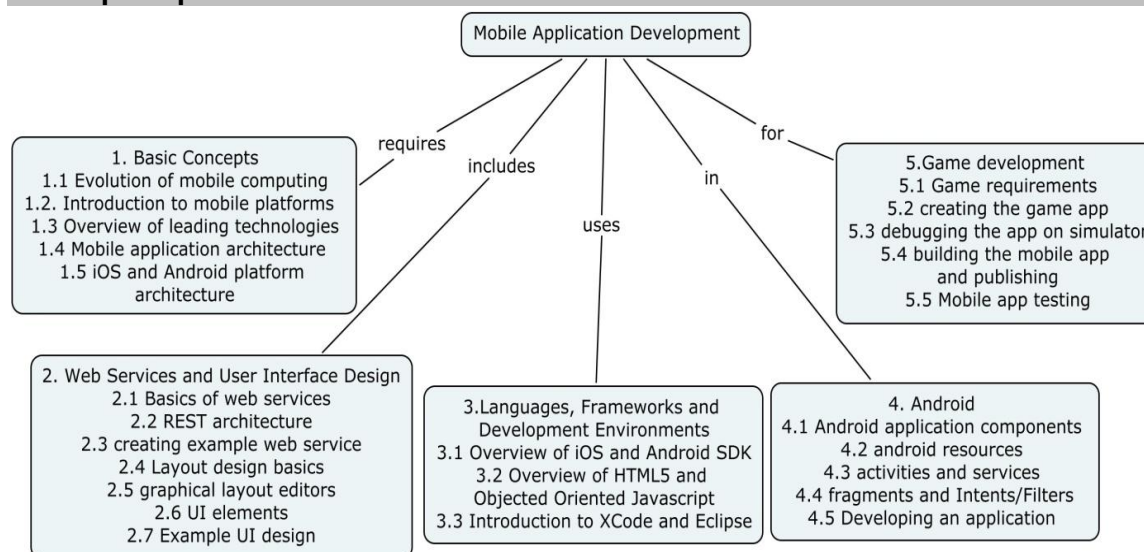 Mobile Application Development
requires
includes
uses
in
for
1. Basic Concepts
1.1 Evolution of mobile computing
1.2. Introduction to mobile platforms
1.3 Overview of leading technologies
1.4 Mobile application architecture
1.5 iOS and Android platform
architecture
5.Game development
5.1 Game requirements
5.2 creating the game app
5.3 debugging the app on simulator
5.4 building the mobile app
and publishing
5.5 Mobile app testing
2. Web Services and User Interface Design
2.1 Basics of web services
2.2 REST architecture
2.3 creating example web service
2.4 Layout design basics
2.5 graphical layout editors
2.6 UI elements
2.7 Example UI design
3.Languages, Frameworks and
Development Environments
3.1 Overview of iOS and Android SDK
3.2 Overview of HTML5 and
Objected Oriented Javascript
3.3 Introduction to XCode and Eclipse
4. Android
4.1 Android application components
4.2 android resources
4.3 activities and services
4.4 fragments and Intents/Filters
4.5 Developing an application